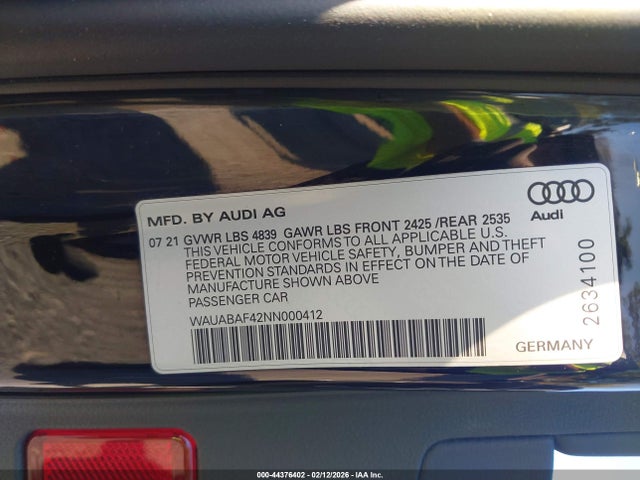 MFD. BY AUDI AG
Audi
07 21 GVWR LBS 4839 GAWR LBS FRONT 2425 /REAR 2535
THIS VEHICLE CONFORMS TO ALL APPLICABLE U.S.
FEDERAL MOTOR VEHICLE SAFETY, BUMPER AND THEFT
PREVENTION STANDARDS IN EFFECT ON THE DATE OF
MANUFACTURE SHOWN ABOVE
PASSENGER CAR
WAUABAF42NN000412
GERMANY
2634100
000-44376402 - 02/12/2026 - IAA Inc.